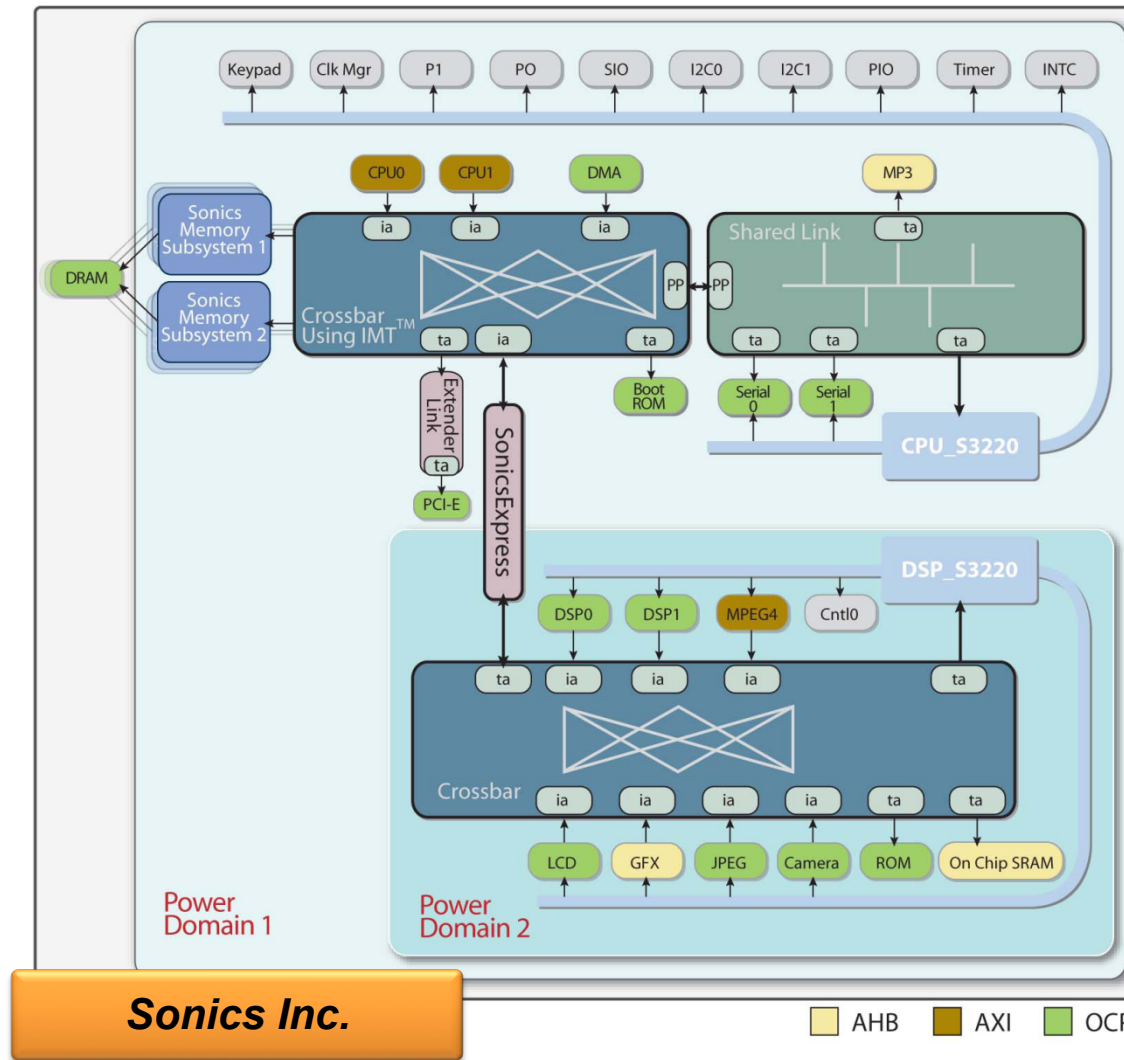 Keypad
Clk Mgr
P1
PO
SIO
I2C0
I2C1
PIO
Timer
INTC
CPU0
CPU1
DMA
MP3
ia
ia
ia
ta
Shared Link
Sonics
Memory
Subsystem 1
DRAM
Sonics
Memory
Subsystem 2
PP
PP
Crossbar
Using IMT™
ta
ia
ta
ta
ta
ta
Extender
Link
ta
PCI-E
SonicsExpress
Boot
ROM
Serial
0
Serial
1
CPU_S3220
DSP_S3220
DSP0
DSP1
MPEG4
Cntl0
ta
ia
ia
ia
ta
Crossbar
ia
ia
ia
ia
ta
ta
LCD
GFX
JPEG
Camera
ROM
On Chip SRAM
Power
Domain 1
Power
Domain 2
Sonics Inc.
AHB
AXI
OCP